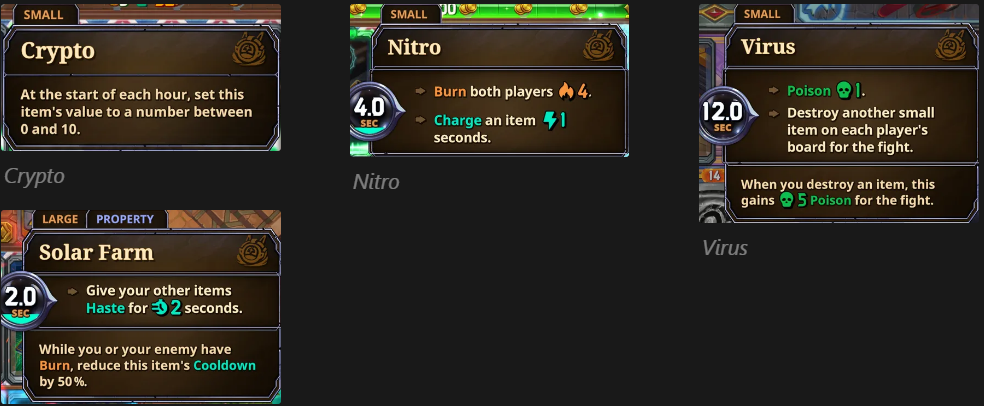 SMALL
Crypto
At the start of each hour, set this
item's value to a number between
0 and 10.
Crypto
SMALL
Nitro
4.0
SEC
Burn both players 4.
Charge an item 1
seconds.
Nitro
SMALL
Virus
12.0
SEC
Poison 1.
Destroy another small
item on each player's
board for the fight.
14
When you destroy an item, this
gains 5 Poison for the fight.
Virus
LARGE
PROPERTY
Solar Farm
2.0
SEC
Give your other items
Haste for 2 seconds.
While you or your enemy have
Burn, reduce this item's Cooldown
by 50%.